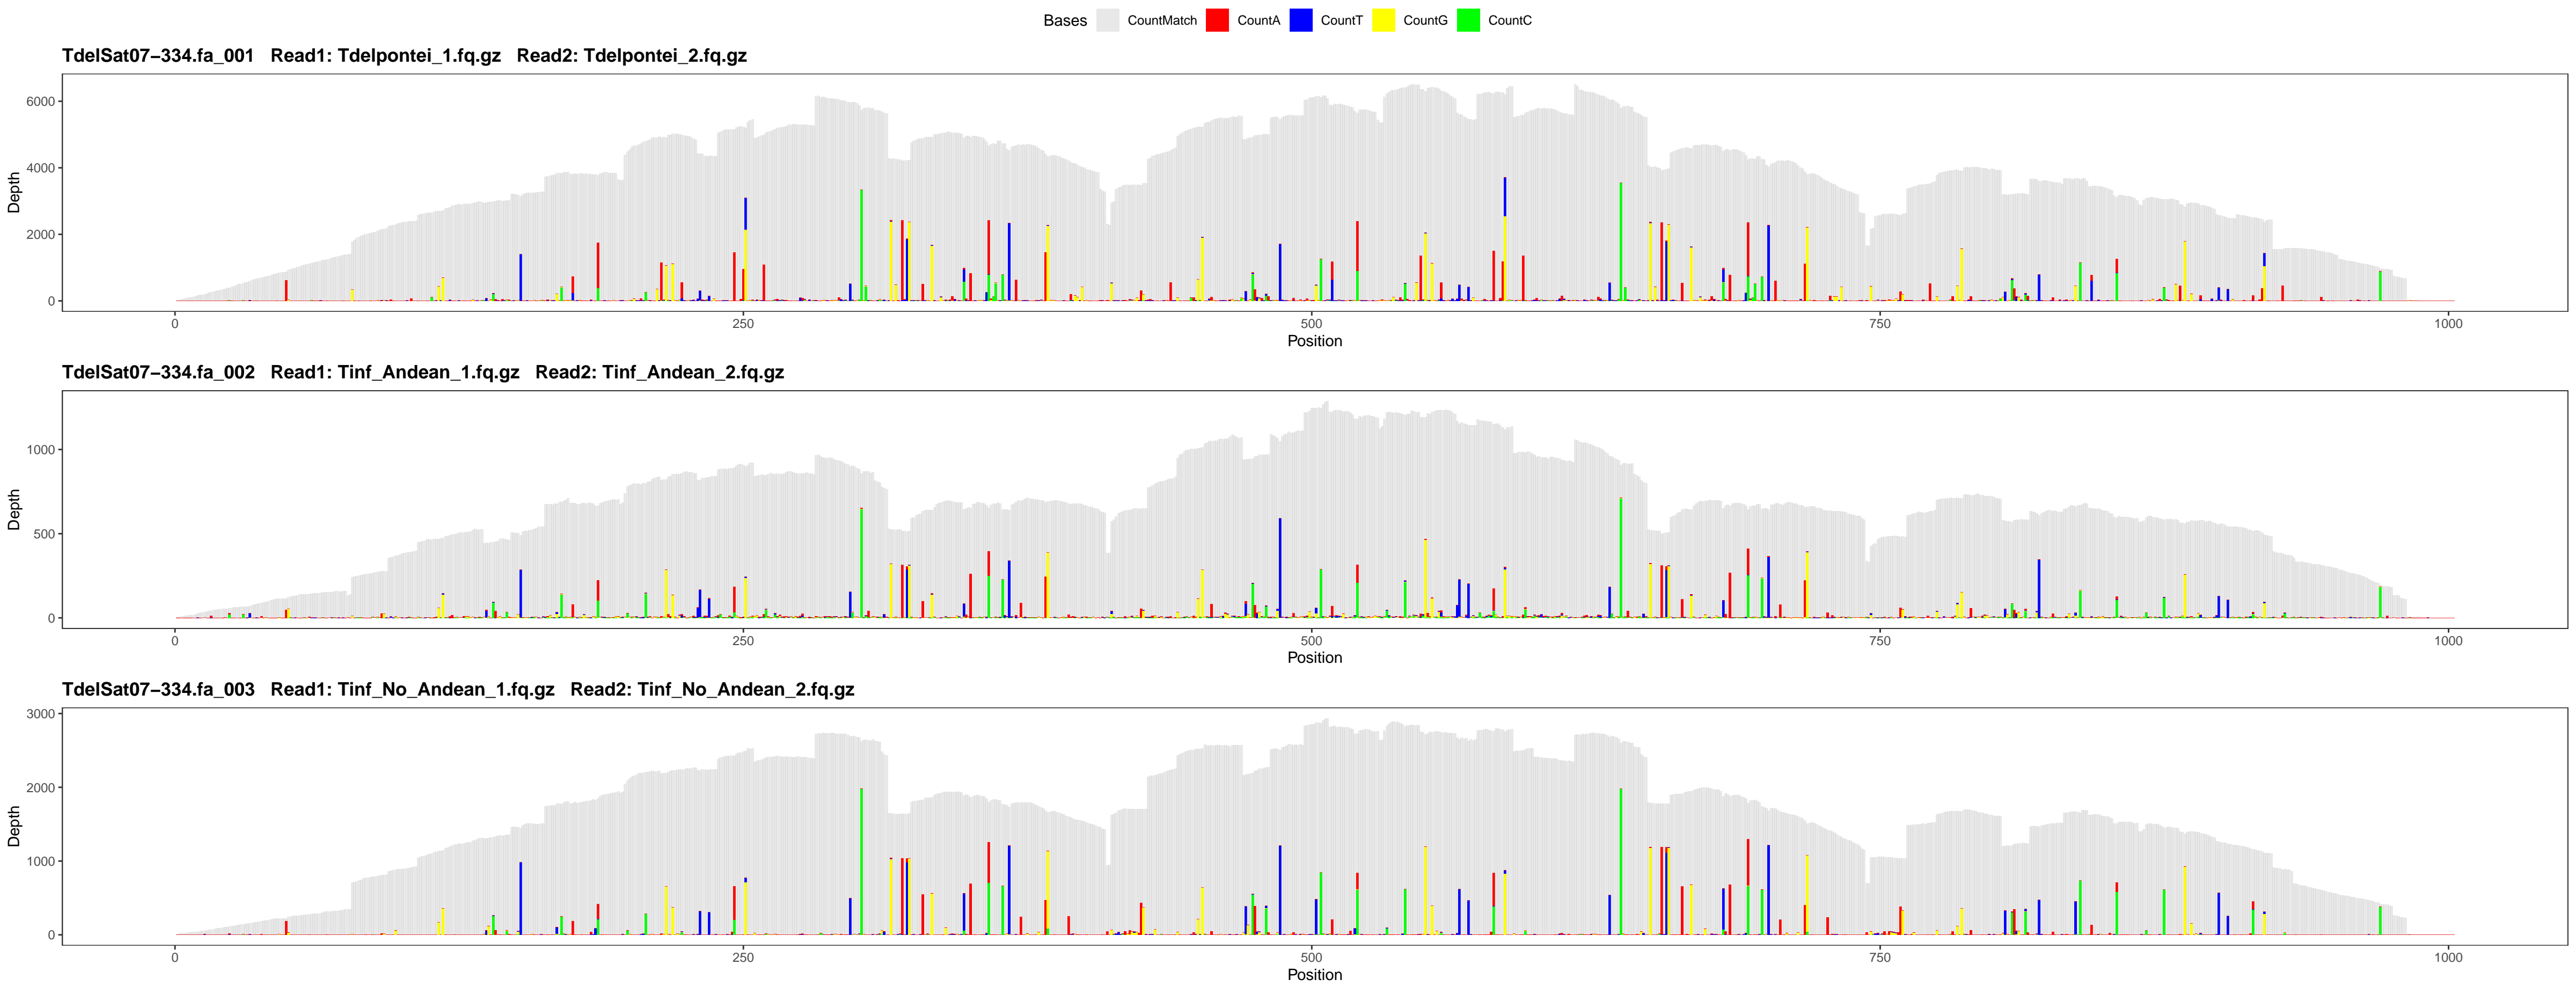 Bases CountMatch CountA CountT CountG CountC
TdelSat07−334.fa_001 Read1: Tdelpontei_1.fq.gz Read2: Tdelpontei_2.fq.gz
6000
4000
2000
0
Depth
0 250 500 750 1000
Position
TdelSat07−334.fa_002 Read1: Tinf_Andean_1.fq.gz Read2: Tinf_Andean_2.fq.gz
1000
500
0
Depth
0 250 500 750 1000
Position
TdelSat07−334.fa_003 Read1: Tinf_No_Andean_1.fq.gz Read2: Tinf_No_Andean_2.fq.gz
3000
2000
1000
0
Depth
0 250 500 750 1000
Position